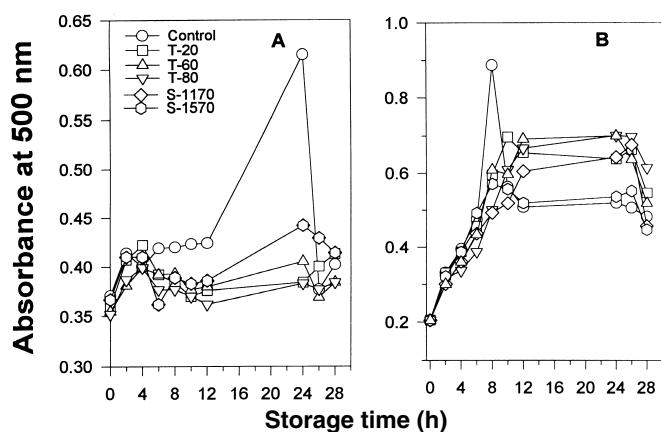 Absorbance at 500 nm
0.65
0.60
0.55
0.50
0.45
0.40
0.35
0.30
Control
T-20
T-60
T-80
S-1170
S-1570
A
0 4 8 12 16 20 24 28
1.0
0.8
0.6
0.4
0.2
B
0 4 8 12 16 20 24 28
Storage time (h)